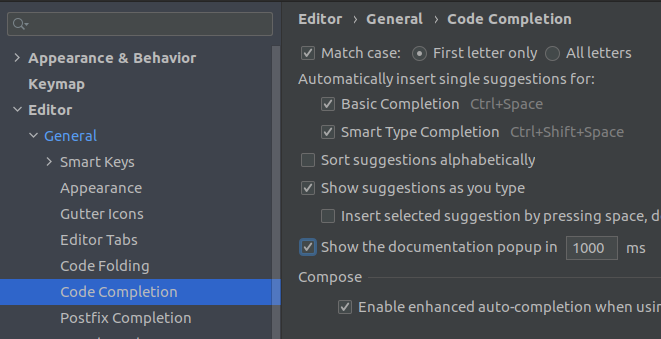 Appearance & Behavior
Keymap
Editor
General
Smart Keys
Appearance
Gutter Icons
Editor Tabs
Code Folding
Code Completion
Postfix Completion
Editor › General › Code Completion
Match case: First letter only All letters
Automatically insert single suggestions for:
Basic Completion Ctrl+Space
Smart Type Completion Ctrl+Shift+Space
Sort suggestions alphabetically
Show suggestions as you type
Insert selected suggestion by pressing space, d
Show the documentation popup in 1000 ms
Compose
Enable enhanced auto-completion when usin